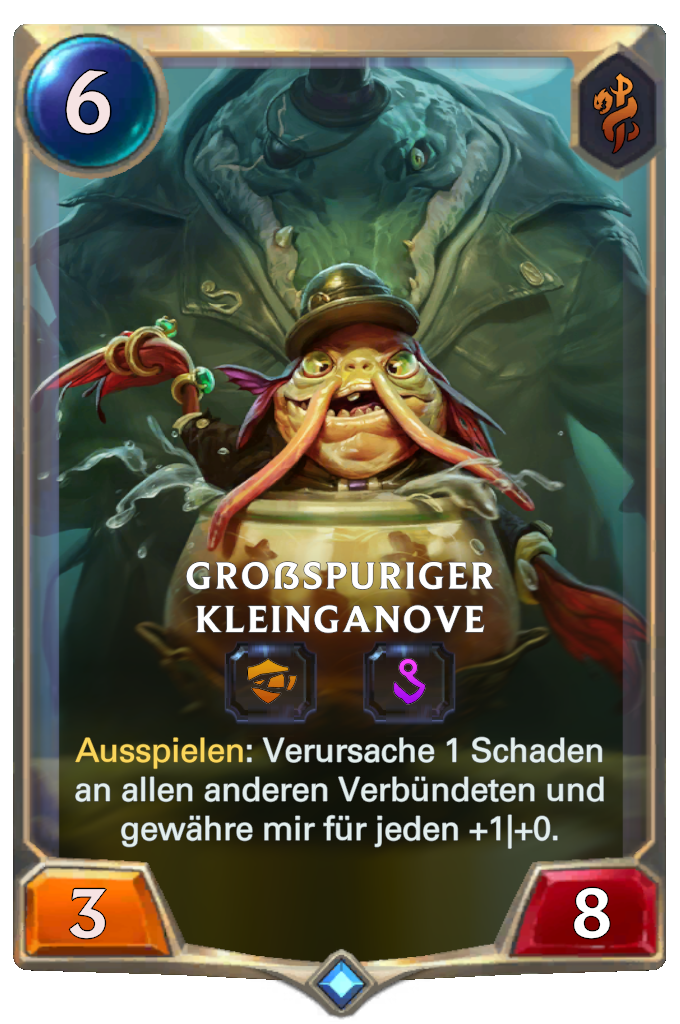 6
GROẞSPURIGER
KLEINGANOVE
Ausspielen: Verursache 1 Schaden
an allen anderen Verbündeten und
gewähre mir für jeden +1|+0.
3
8